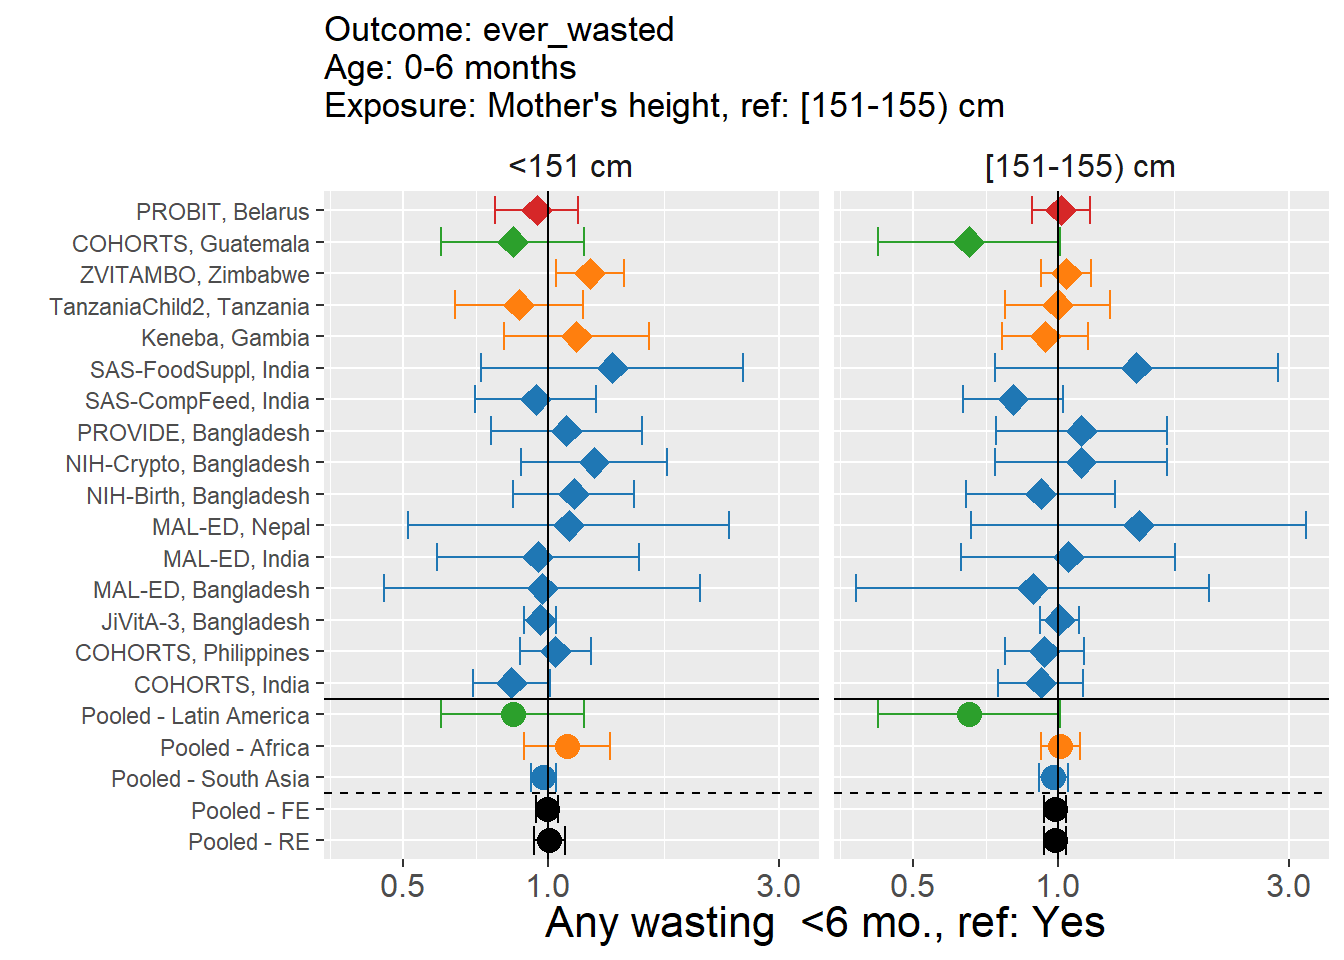 Outcome: ever_wasted
Age: 0-6 months
Exposure: Mother's height, ref: [151-155) cm
<151 cm
[151-155) cm
PROBIT, Belarus
COHORTS, Guatemala
ZVITAMBO, Zimbabwe
TanzaniaChild2, Tanzania
Keneba, Gambia
SAS-FoodSuppl, India
SAS-CompFeed, India
PROVIDE, Bangladesh
NIH-Crypto, Bangladesh
NIH-Birth, Bangladesh
MAL-ED, Nepal
MAL-ED, India
MAL-ED, Bangladesh
JiVitA-3, Bangladesh
COHORTS, Philippines
COHORTS, India
Pooled - Latin America
Pooled - Africa
Pooled - South Asia
Pooled - FE
Pooled - RE
0.5 1.0 3.0
0.5 1.0 3.0
Any wasting  <6 mo., ref: Yes